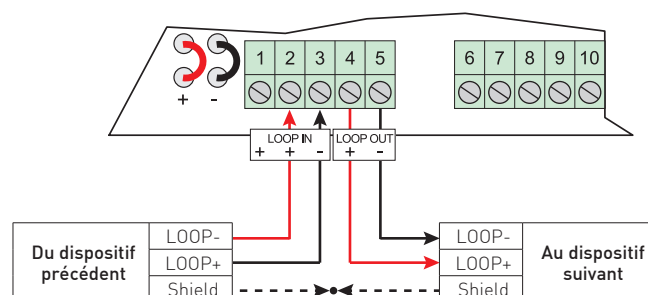 1 2 3 4 5 6 7 8 9 10
+ -
LOOP IN LOOP OUT
+ + - + -
LOOP- LOOP-
Du dispositif précédent LOOP+ LOOP+ Au dispositif suivant
Shield Shield